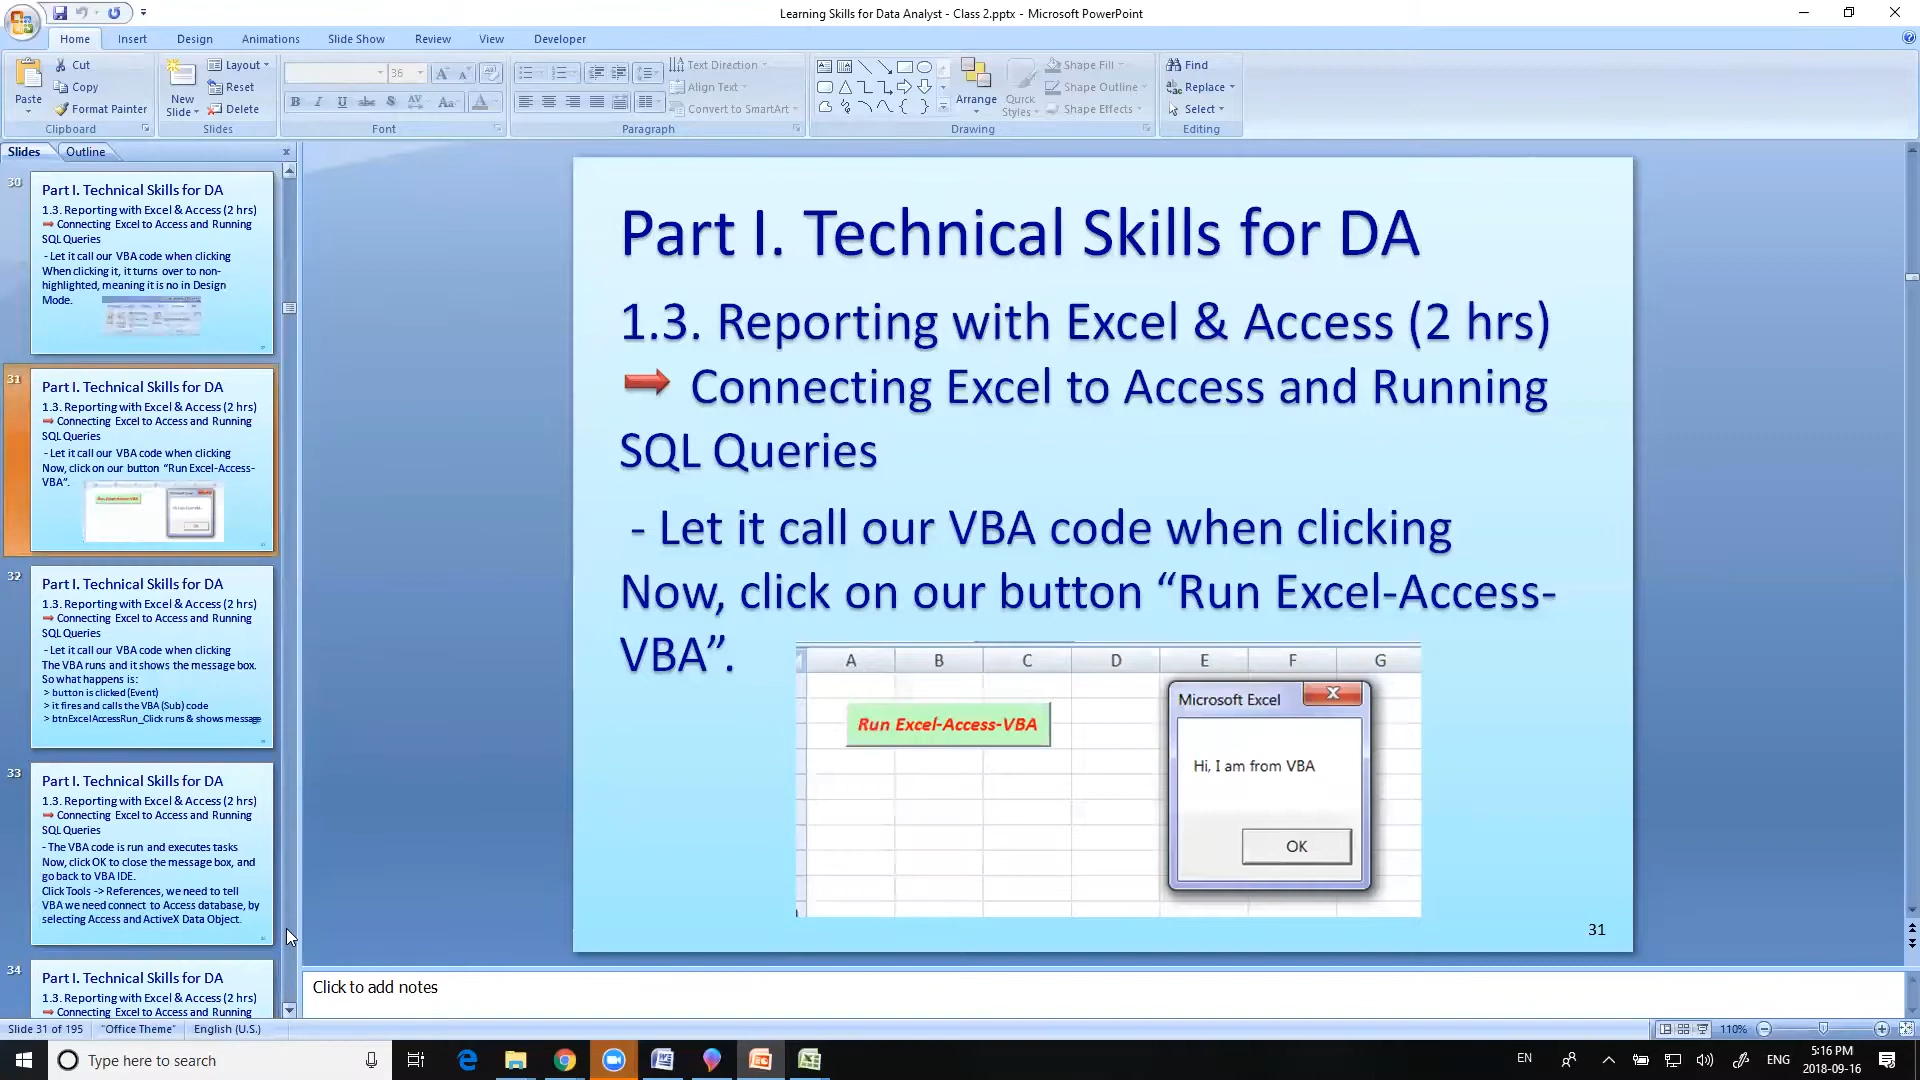 Learning Skills for Data Analyst - Class 2.pptx - Microsoft PowerPoint
Home Insert Design Animations Slide Show Review View Developer
Paste
Cut
Copy
Format Painter
Clipboard
New
Slide
Layout
Reset
Delete
Slides
36
Font
Paragraph
Text Direction
Align Text
Convert to SmartArt
Arrange
Quick
Styles
Shape Fill
Shape Outline
Shape Effects
Drawing
Find
Replace
Select
Editing
Slides Outline
30
Part I. Technical Skills for DA
1.3. Reporting with Excel & Access (2 hrs)
Connecting Excel to Access and Running
SQL Queries
- Let it call our VBA code when clicking
When clicking it, it turns over to non-
highlighted, meaning it is no in Design
Mode.
31
Part I. Technical Skills for DA
1.3. Reporting with Excel & Access (2 hrs)
Connecting Excel to Access and Running
SQL Queries
- Let it call our VBA code when clicking
Now, click on our button “Run Excel-Access-
VBA”.
32
Part I. Technical Skills for DA
1.3. Reporting with Excel & Access (2 hrs)
Connecting Excel to Access and Running
SQL Queries
- Let it call our VBA code when clicking
The VBA runs and it shows the message box.
So what happens is:
> button is clicked (Event)
> it fires and calls the VBA (Sub) code
> btnExcelAccessRun_Click runs & shows message
33
Part I. Technical Skills for DA
1.3. Reporting with Excel & Access (2 hrs)
Connecting Excel to Access and Running
SQL Queries
- The VBA code is run and executes tasks
Now, click OK to close the message box, and
go back to VBA IDE.
Click Tools -> References, we need to tell
VBA we need connect to Access database, by
selecting Access and ActiveX Data Object.
34
Part I. Technical Skills for DA
1.3. Reporting with Excel & Access (2 hrs)
Connecting Excel to Access and Running
Part I. Technical Skills for DA
1.3. Reporting with Excel & Access (2 hrs)
Connecting Excel to Access and Running
SQL Queries
- Let it call our VBA code when clicking
Now, click on our button “Run Excel-Access-
VBA”.
A B C D E F G
Run Excel-Access-VBA
Microsoft Excel
Hi, I am from VBA
OK
31
Click to add notes
Slide 31 of 195 "Office Theme" English (U.S.)
110%
Type here to search
EN
ENG
5:16 PM
2018-09-16